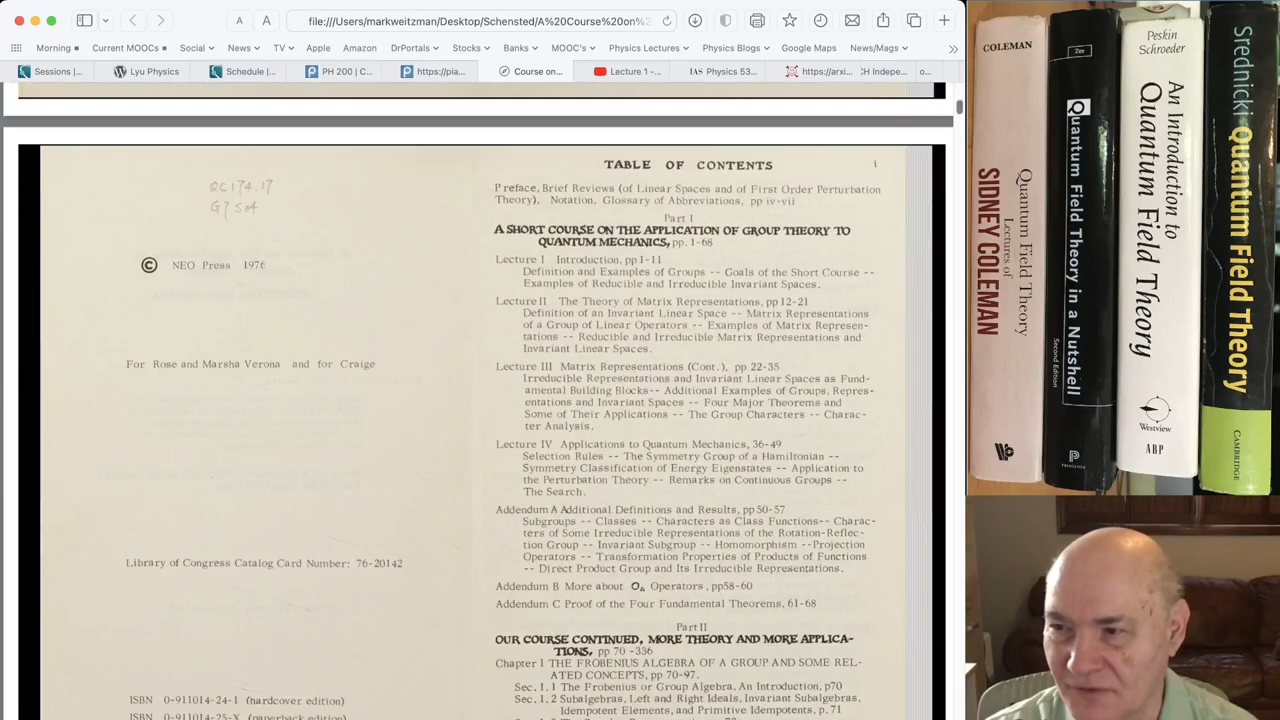 file:///Users/markweitzman/Desktop/Schensted/A%20Course%20on%
Morning
Current MOOCs
Social
News
TV
Apple
Amazon
DrPortals
Stocks
Banks
MOOC's
Physics Lectures
Physics Blogs
Google Maps
News/Mags
Sessions |...
Lyu Physics
Schedule |...
PH 200 | C...
https://pia...
Course on...
Lecture 1 –...
IAS Physics 53...
https://arxi...
CH Indepe...
o...
QC174.17
G7S34
© NEO Press 1976
For Rose and Marsha Verona and for Craige
Library of Congress Catalog Card Number: 76-20142
ISBN 0-911014-24-1 (hardcover edition)
ISBN 0-911014-25-X (paperback edition)
TABLE OF CONTENTS i
Preface, Brief Reviews (of Linear Spaces and of First Order Perturbation
Theory), Notation, Glossary of Abbreviations, pp iv-vii
Part I
A SHORT COURSE ON THE APPLICATION OF GROUP THEORY TO
QUANTUM MECHANICS, pp. 1-68
Lecture I Introduction, pp 1-11
Definition and Examples of Groups -- Goals of the Short Course --
Examples of Reducible and Irreducible Invariant Spaces.
Lecture II The Theory of Matrix Representations, pp 12-21
Definition of an Invariant Linear Space -- Matrix Representations
of a Group of Linear Operators -- Examples of Matrix Represen-
tations -- Reducible and Irreducible Matrix Representations and
Invariant Linear Spaces.
Lecture III Matrix Representations (Cont.), pp 22-35
Irreducible Representations and Invariant Linear Spaces as Fund-
amental Building Blocks-- Additional Examples of Groups, Repres-
entations and Invariant Spaces -- Four Major Theorems and
Some of Their Applications -- The Group Characters -- Charac-
ter Analysis.
Lecture IV Applications to Quantum Mechanics, 36-49
Selection Rules -- The Symmetry Group of a Hamiltonian --
Symmetry Classification of Energy Eigenstates -- Application to
the Perturbation Theory -- Remarks on Continuous Groups --
The Search.
Addendum A Additional Definitions and Results, pp 50-57
Subgroups -- Classes -- Characters as Class Functions-- Charac-
ters of Some Irreducible Representations of the Rotation-Reflec-
tion Group -- Invariant Subgroup -- Homomorphism --Projection
Operators -- Transformation Properties of Products of Functions
-- Direct Product Group and Its Irreducible Representations.
Addendum B More about Operators, pp58-60
Addendum C Proof of the Four Fundamental Theorems, 61-68
Part II
OUR COURSE CONTINUED, MORE THEORY AND MORE APPLICA-
TIONS, pp 70 -336
Chapter 1 THE FROBENIUS ALGEBRA OF A GROUP AND SOME REL-
ATED CONCEPTS, pp 70-97.
Sec. 1.1 The Frobenius or Group Algebra, An Introduction, p70
Sec. 1.2 Subalgebras, Left and Right Ideals, Invariant Subalgebras,
Idempotent Elements, and Primitive Idempotents, p. 71
COLEMAN
Quantum Field Theory
Lectures of
SIDNEY COLEMAN
Zee
Quantum Field Theory in a Nutshell
Second Edition
PRINCETON
Peskin
Schroeder
An Introduction to
Quantum Field Theory
Westview
ABP
Srednicki Quantum Field Theory
CAMBRIDGE